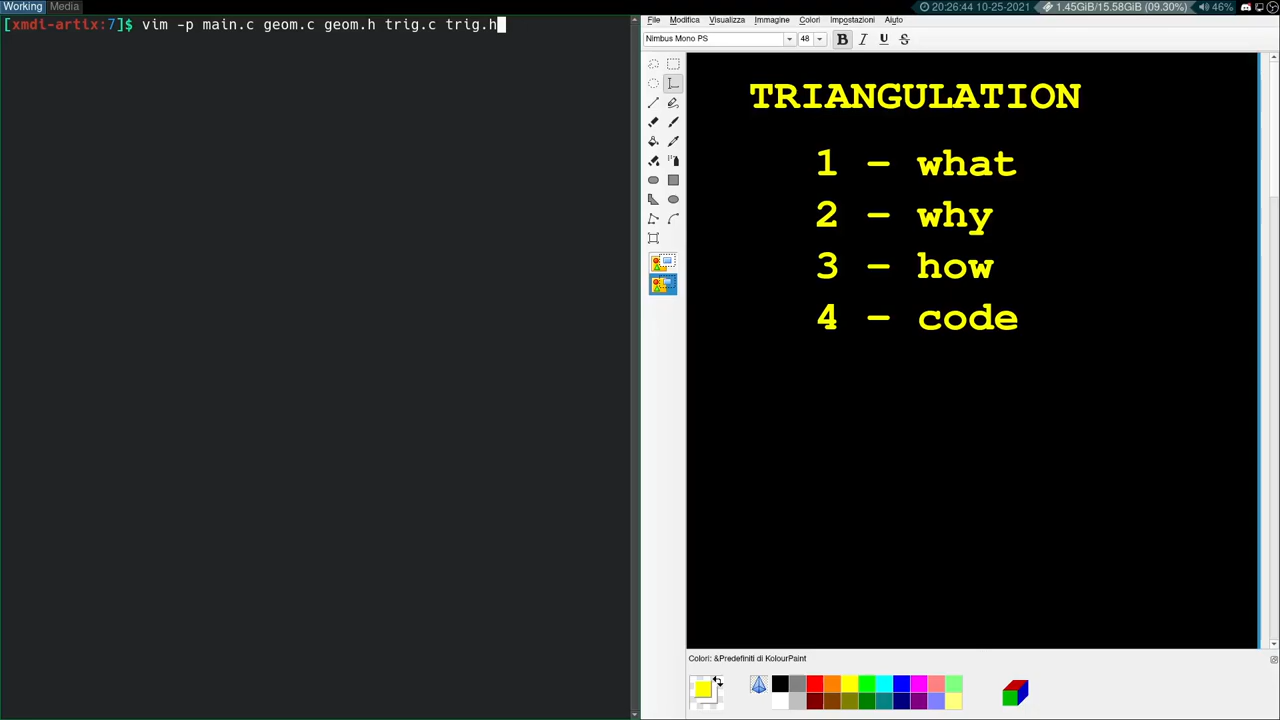 Working Media
20:26:44 10-25-2021
1.45GiB/15.58GiB (09.30%)
46%
[xmdl-artix:7]$ vim -p main.c geom.c geom.h trig.c trig.h
File Modifica Visualizza Immagine Colori Impostazioni Aiuto
Nimbus Mono PS 48 B I U S
TRIANGULATION
1 - what
2 - why
3 - how
4 - code
Colori: &Predefiniti di KolourPaint